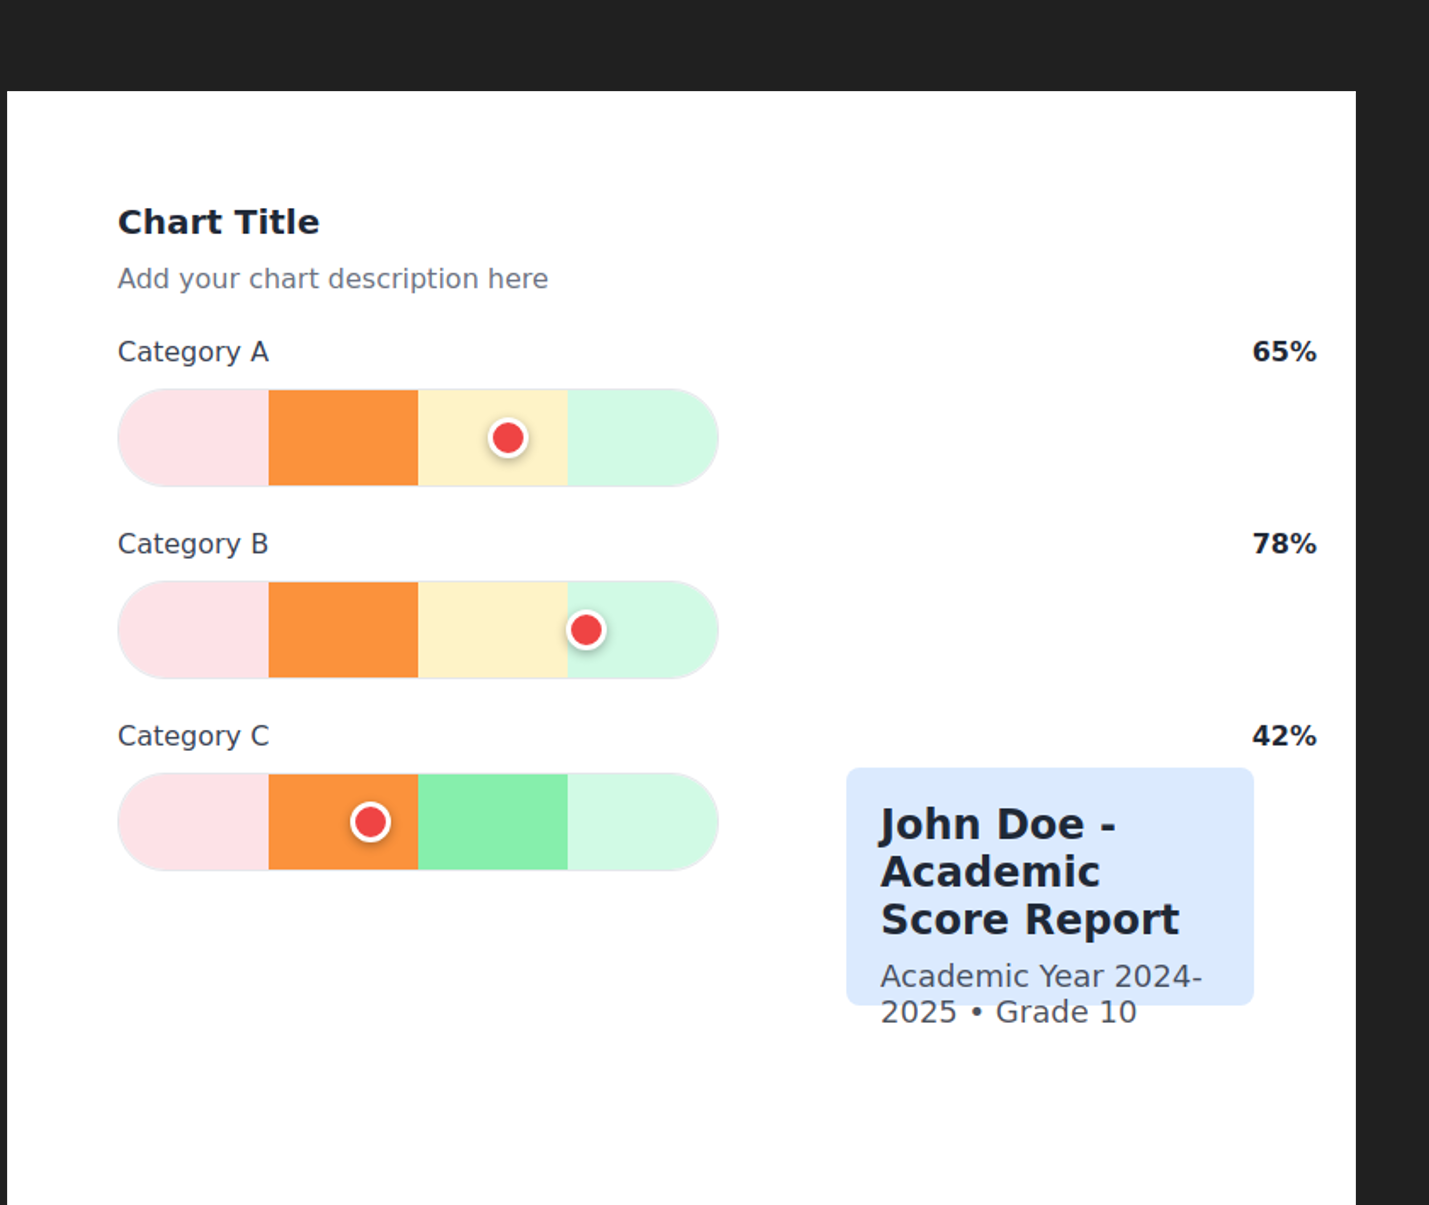 Chart Title
Add your chart description here
Category A 65%
Category B 78%
Category C 42%
John Doe -
Academic
Score Report
Academic Year 2024-
2025 • Grade 10